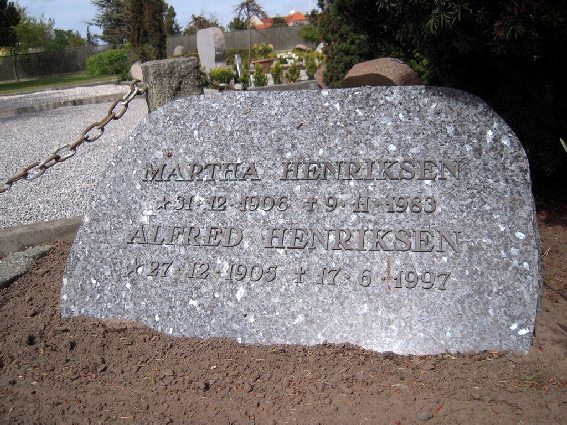 MARTHA HENRIKSEN
☆31·12·1906 ✝9·11·1983
ALFRED HENRIKSEN
☆27·12·1905 ✝17·6·1997